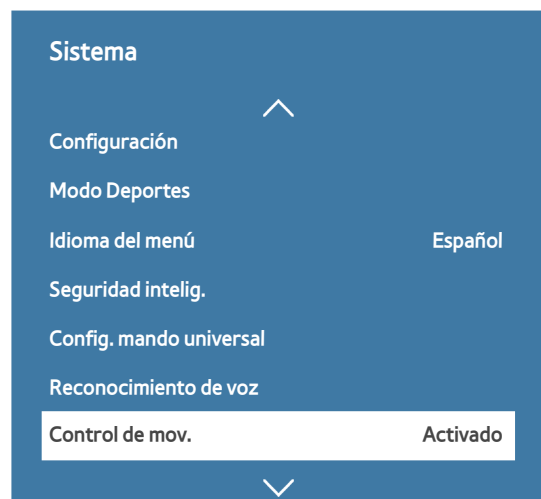 Sistema
Configuración
Modo Deportes
Idioma del menú Español
Seguridad intelig.
Config. mando universal
Reconocimiento de voz
Control de mov. Activado